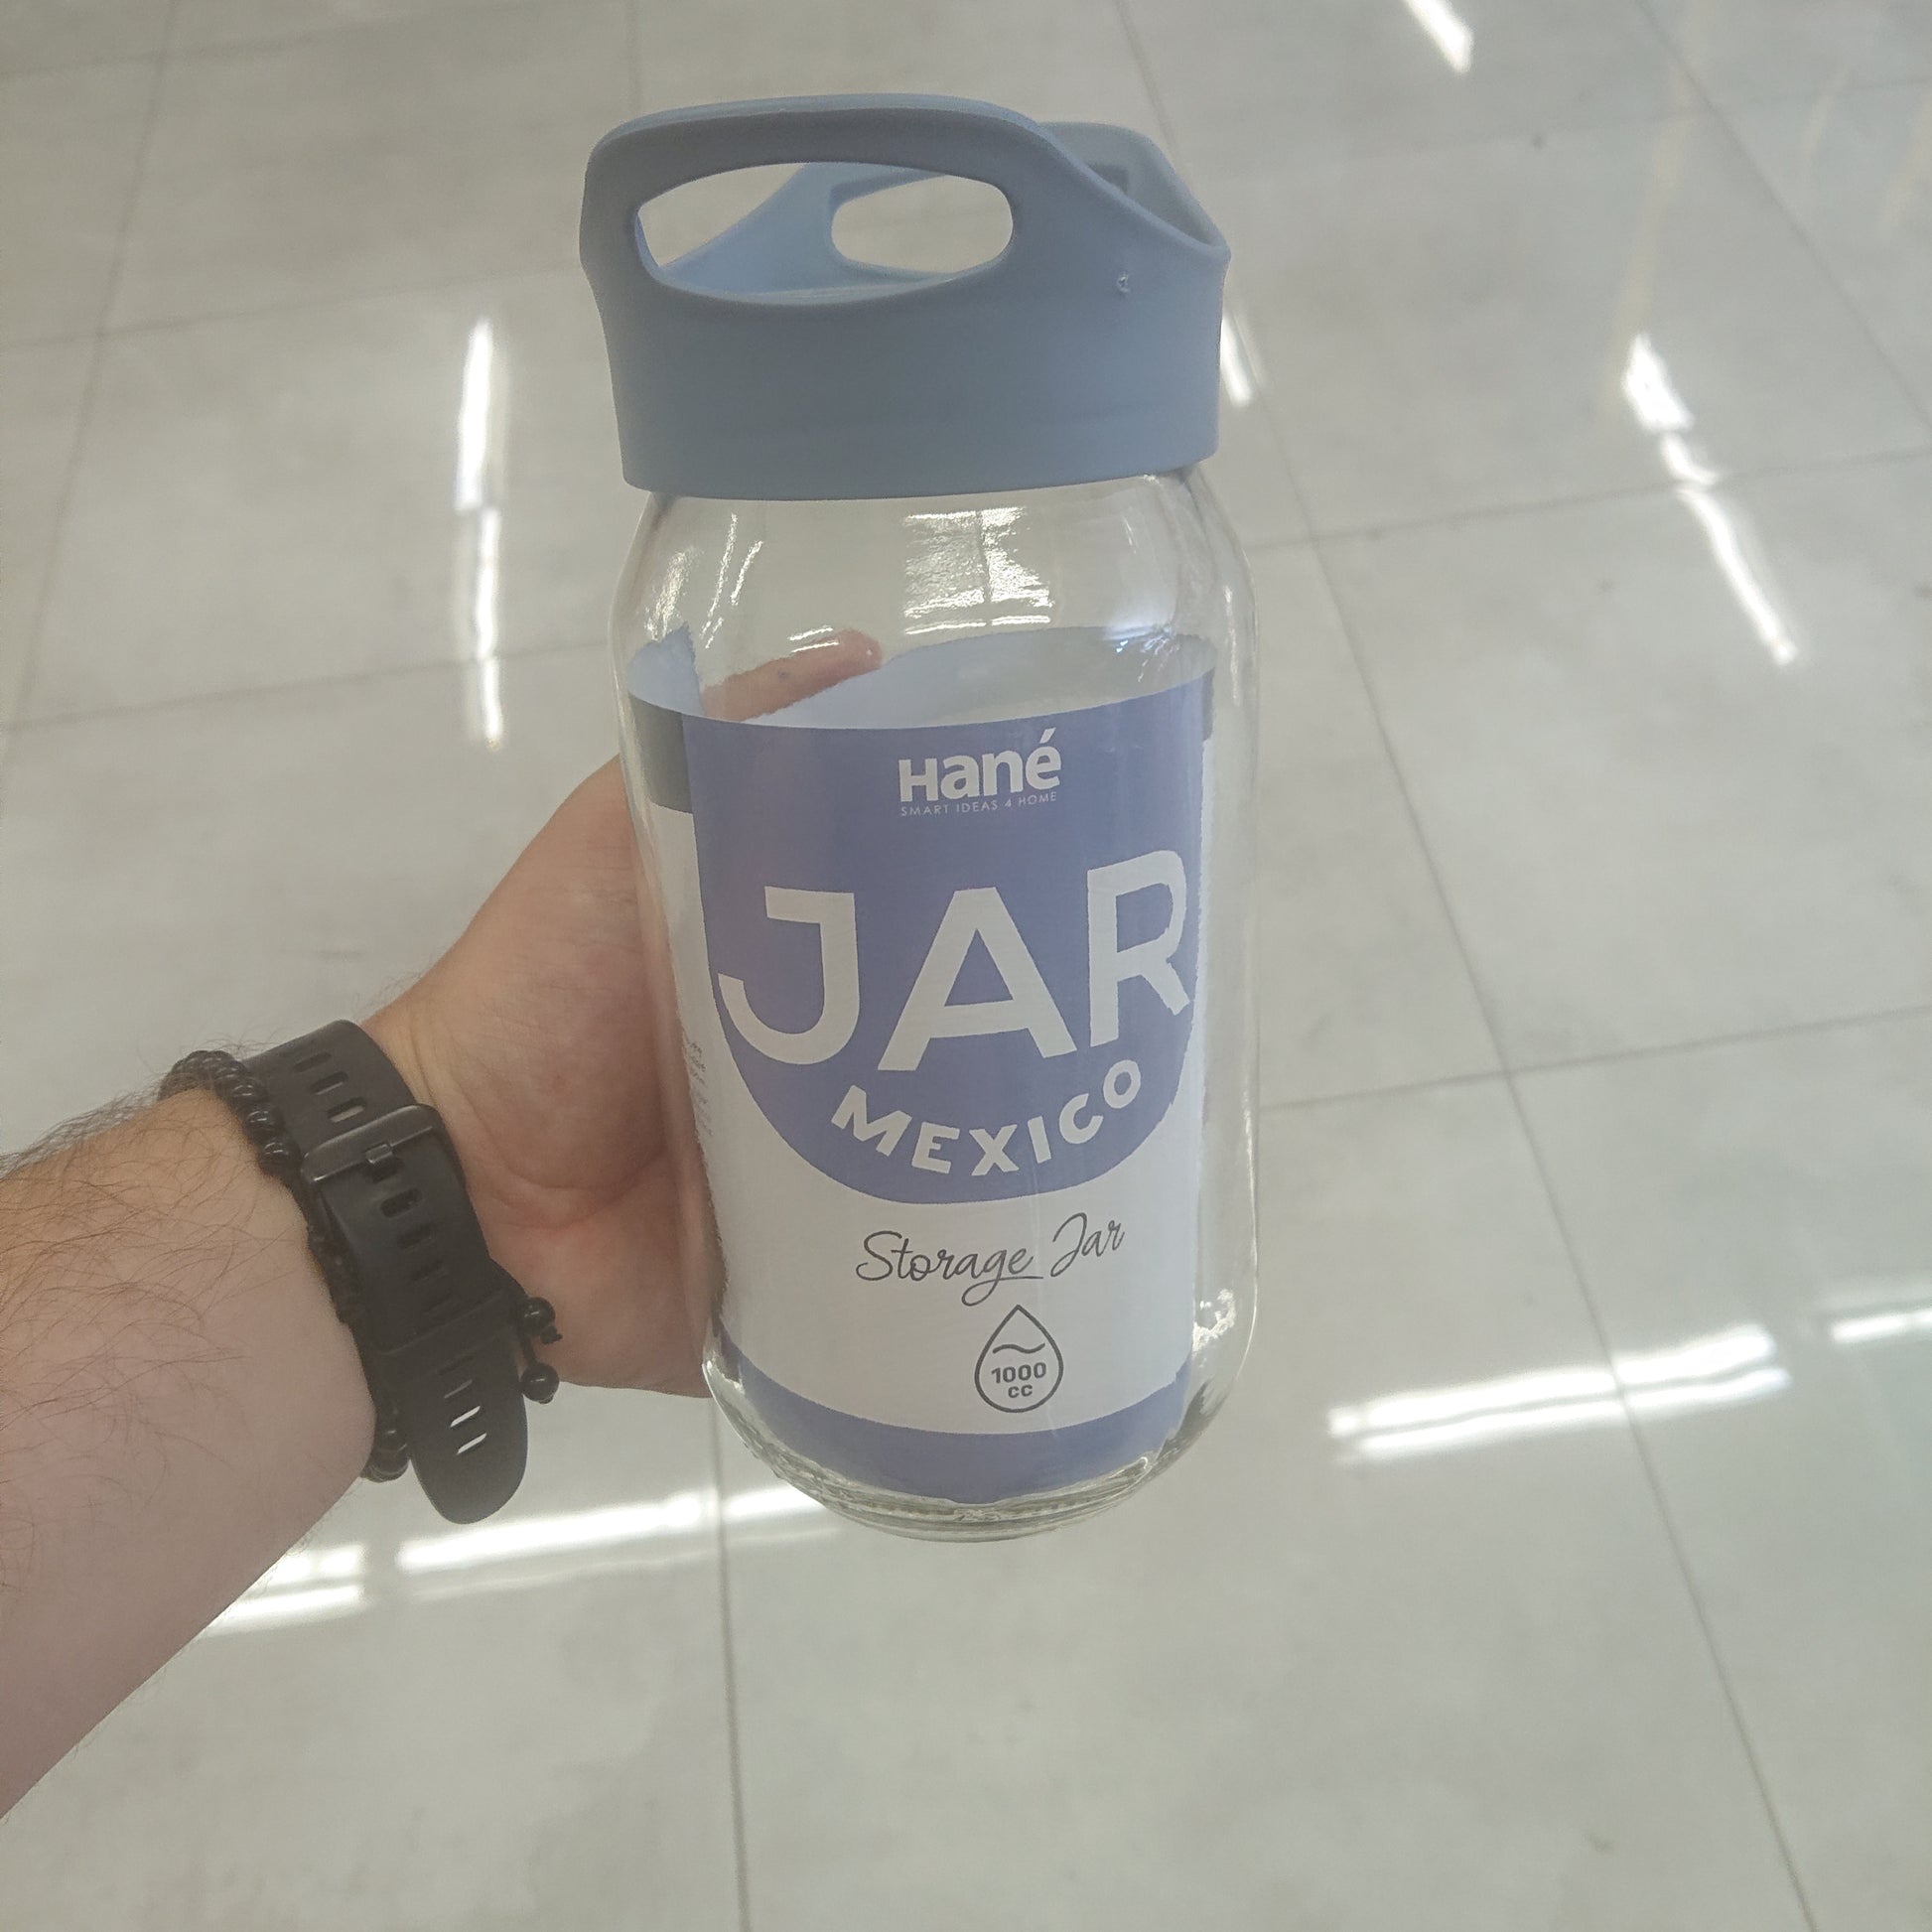 Hané
SMART IDEAS 4 HOME
JAR
MEXICO
Storage Jar
1000
cc